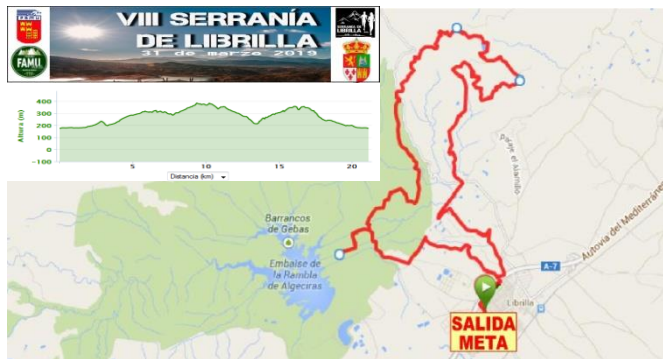 VIII SERRANÍA
DE LIBRILLA
31 de marzo 2019
FAMU
Altura (m)
400
300
200
100
0
-100
5
10
15
20
Distancia (km)
Barrancos
de Gebas
Embalse de
la Rambla
de Algeciras
Autovía del Mediterráneo
A-7
Librilla
SALIDA
META